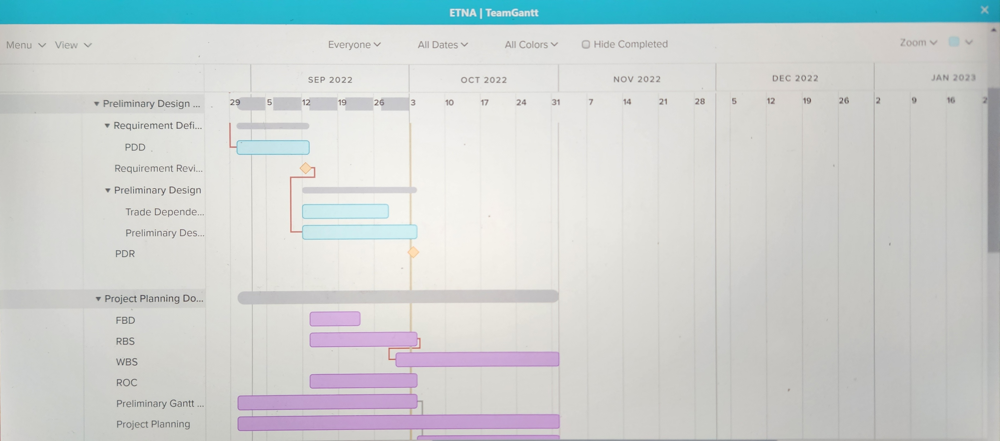 ETNA | TeamGantt
Menu View Everyone All Dates All Colors Hide Completed Zoom
SEP 2022 OCT 2022 NOV 2022 DEC 2022 JAN 2023
Preliminary Design ... 29 5 12 19 26 3 10 17 24 31 7 14 21 28 5 12 19 26 2 9 16 2
Requirement Defi...
PDD
Requirement Revi...
Preliminary Design
Trade Depende...
Preliminary Des...
PDR
Project Planning Do...
FBD
RBS
WBS
ROC
Preliminary Gantt ...
Project Planning